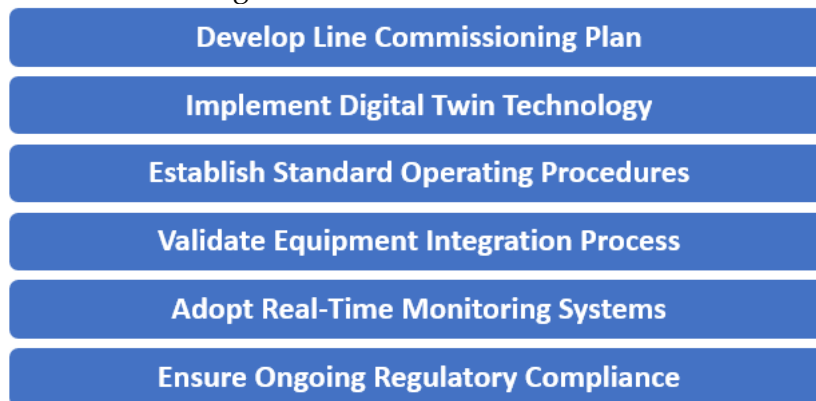 Develop Line Commissioning Plan
Implement Digital Twin Technology
Establish Standard Operating Procedures
Validate Equipment Integration Process
Adopt Real-Time Monitoring Systems
Ensure Ongoing Regulatory Compliance